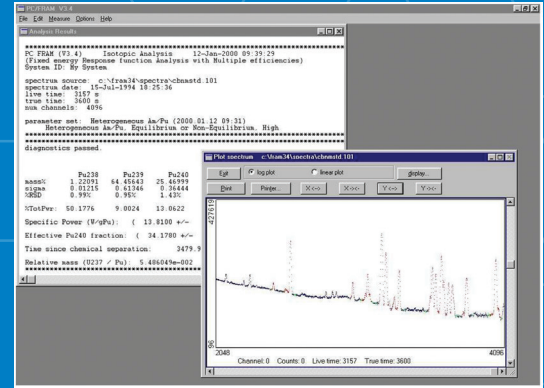 PC/FRAM V3.4
File Edit Measure Options Help
Analysis Results
PC FRAM (V3.4) Isotopic Analysis 12-Jan-2000 09:39:29
(Fixed energy Response function Analysis with Multiple efficiencies)
System ID: My System
spectrum source: c:\fram34\spectra\cbnmstd.101
spectrum date: 15-Jul-1994 18:25:36
live time: 3157 s
true time: 3600 s
num channels: 4096
parameter set: Heterogeneous Am/Pu (2000.01.12 09:31)
Heterogeneous Am/Pu, Equilibrium or Non-Equilibrium, High
diagnostics passed.
Pu238 Pu239 Pu240
mass% 1.22091 64.45643 25.46999
sigma 0.01215 0.61346 0.36444
%RSD 0.99% 0.95% 1.43%
%TotPwr: 50.1776 9.0024 13.0622
Specific Power (W/gPu): ( 13.8100 +/-
Effective Pu240 fraction: ( 34.1780 +/-
Time since chemical separation: 3479.9
Relative mass (U237 / Pu): 5.486049e-002
Plot spectrum c:\fram34\spectra\cbnmstd.101
Exit log plot linear plot display...
Print Printer... X<-> X->< Y<-> Y-><
427619
96
2048 4096
Channel: 0 Counts: 0 Live time: 3157 True time: 3600